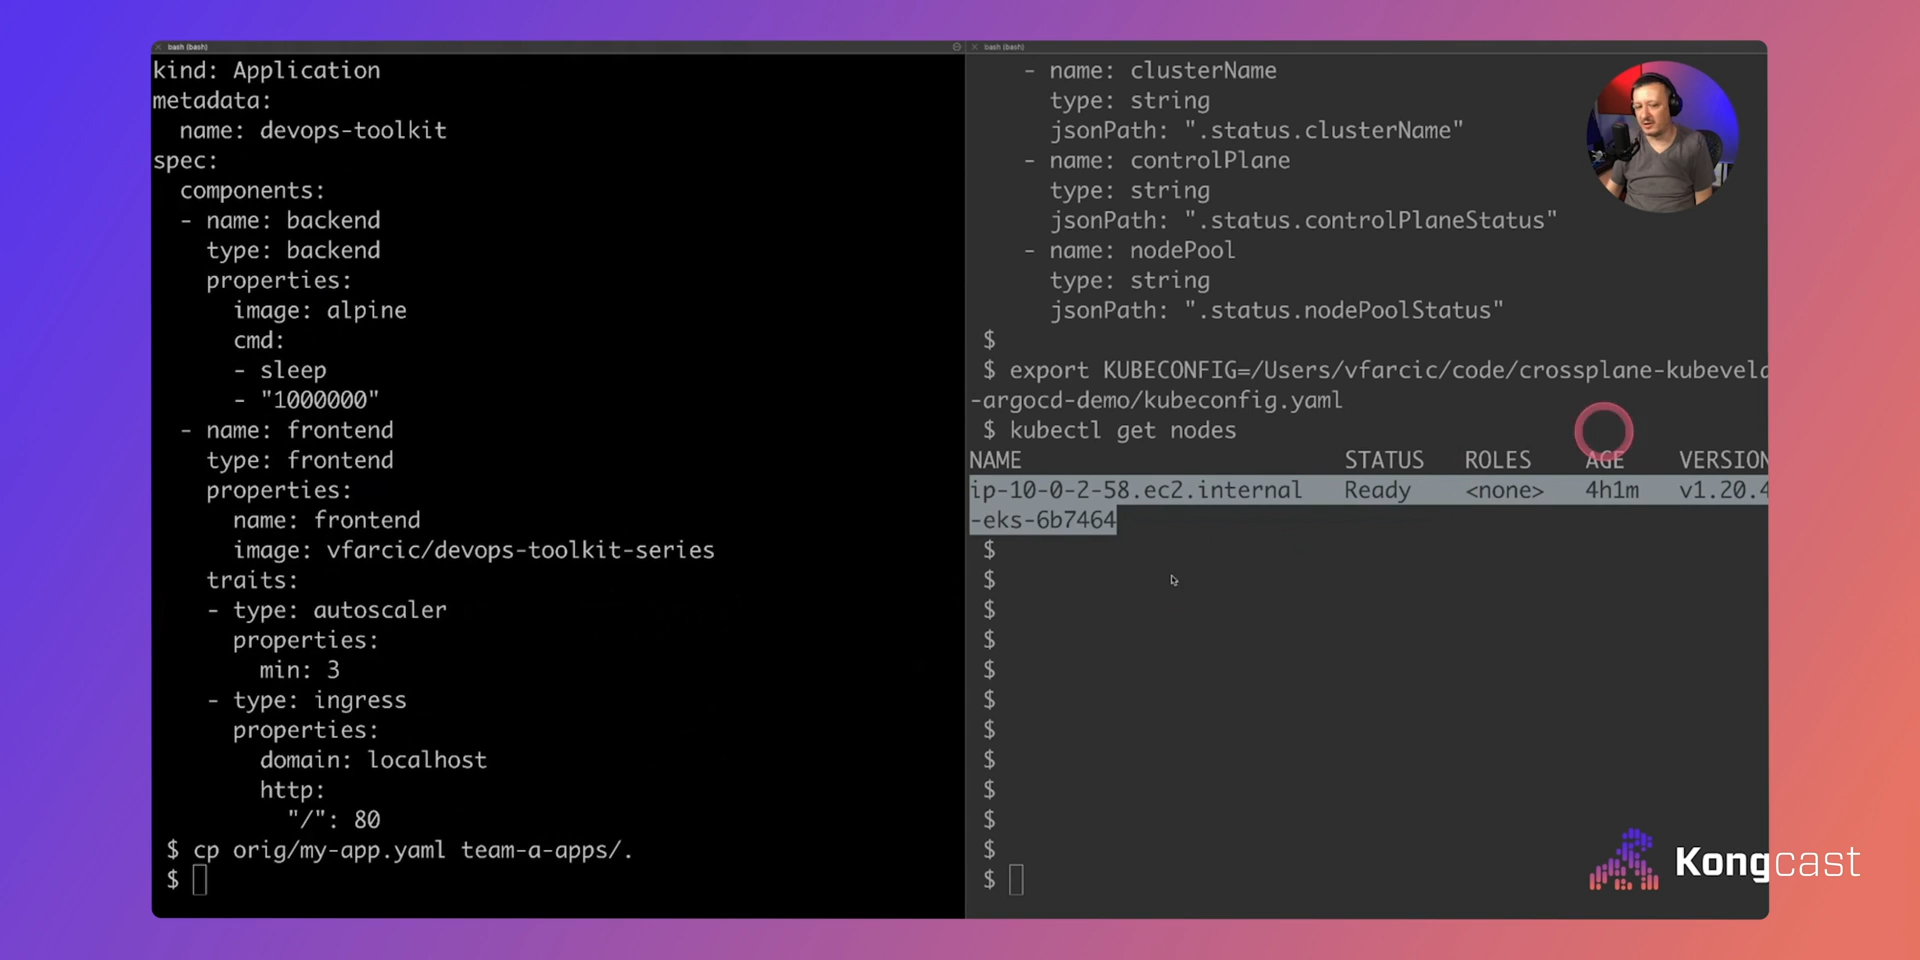 bash (bash)
kind: Application
metadata:
name: devops-toolkit
spec:
components:
- name: backend
type: backend
properties:
image: alpine
cmd:
- sleep
- "1000000"
- name: frontend
type: frontend
properties:
name: frontend
image: vfarcic/devops-toolkit-series
traits:
- type: autoscaler
properties:
min: 3
- type: ingress
properties:
domain: localhost
http:
"/": 80
$ cp orig/my-app.yaml team-a-apps/.
$
bash (bash)
- name: clusterName
type: string
jsonPath: ".status.clusterName"
- name: controlPlane
type: string
jsonPath: ".status.controlPlaneStatus"
- name: nodePool
type: string
jsonPath: ".status.nodePoolStatus"
$
$ export KUBECONFIG=/Users/vfarcic/code/crossplane-kubevela
-argocd-demo/kubeconfig.yaml
$ kubectl get nodes
NAME STATUS ROLES AGE VERSION
ip-10-0-2-58.ec2.internal Ready <none> 4h1m v1.20.4
-eks-6b7464
$
$
$
$
$
$
$
$
$
$
$
$
Kongcast